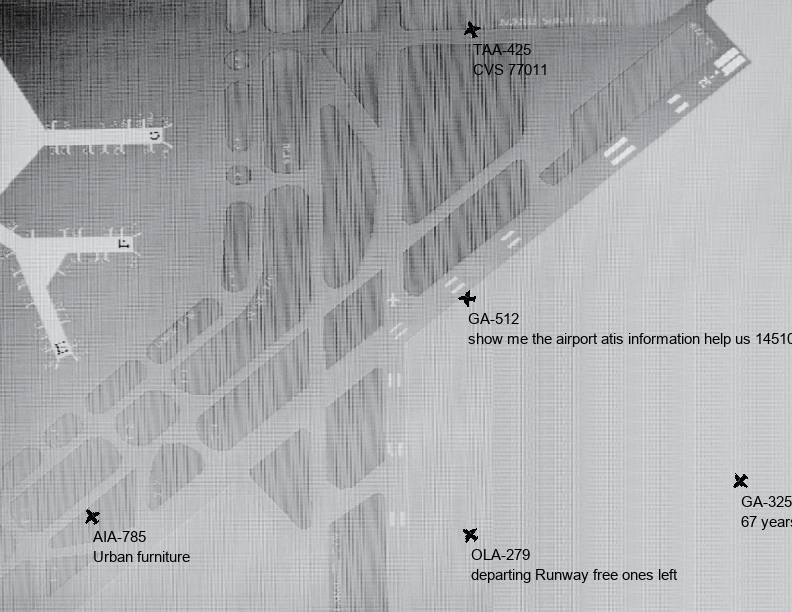 TAA-425
CVS 77011
GA-512
show me the airport atis information help us 14510
GA-325
67 years
AIA-785
Urban furniture
OLA-279
departing Runway free ones left